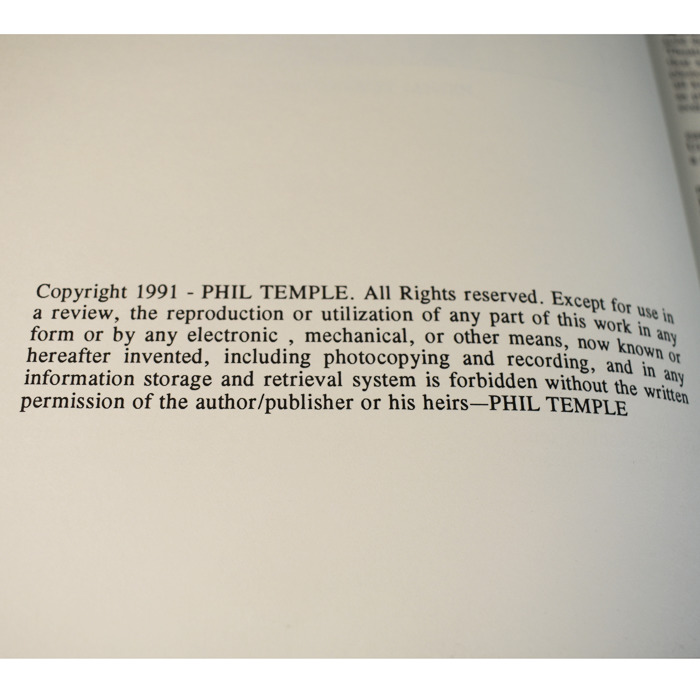 Copyright 1991 - PHIL TEMPLE. All Rights reserved. Except for use in
a review, the reproduction or utilization of any part of this work in any
form or by any electronic , mechanical, or other means, now known or
hereafter invented, including photocopying and recording, and in any
information storage and retrieval system is forbidden without the written
permission of the author/publisher or his heirs—PHIL TEMPLE